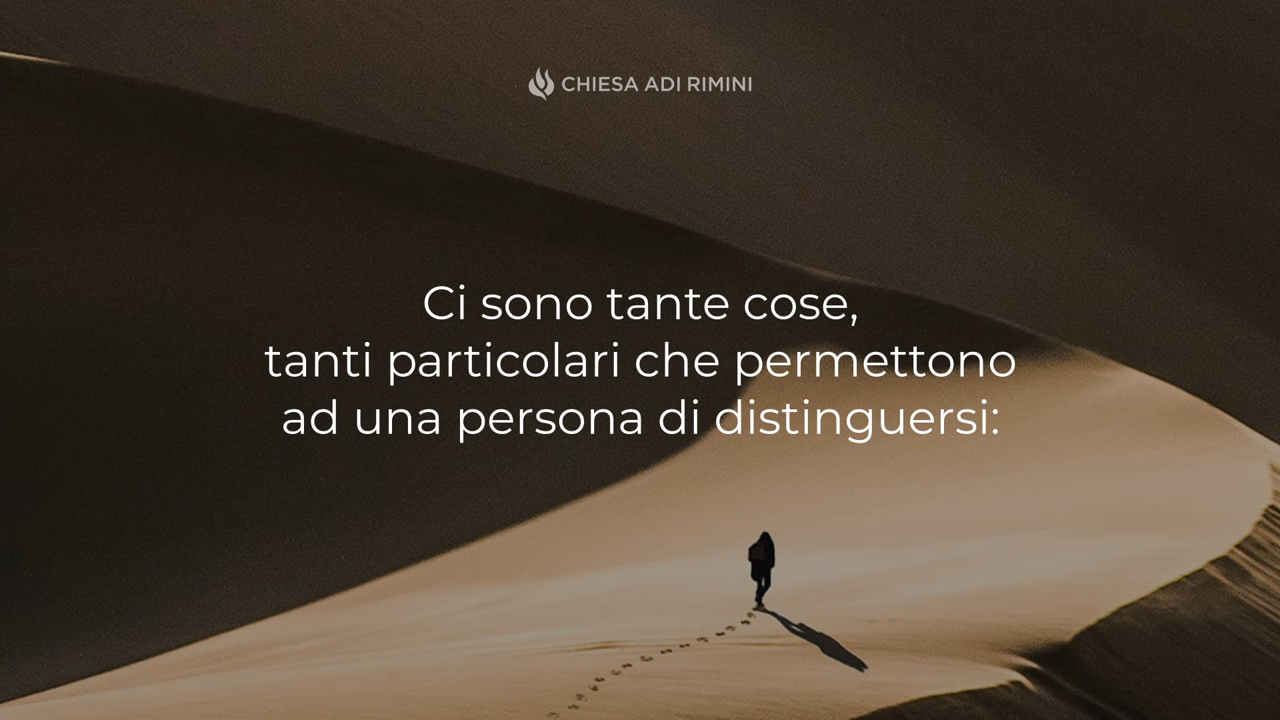 CHIESA ADI RIMINI
Ci sono tante cose,
tanti particolari che permettono
ad una persona di distinguersi: